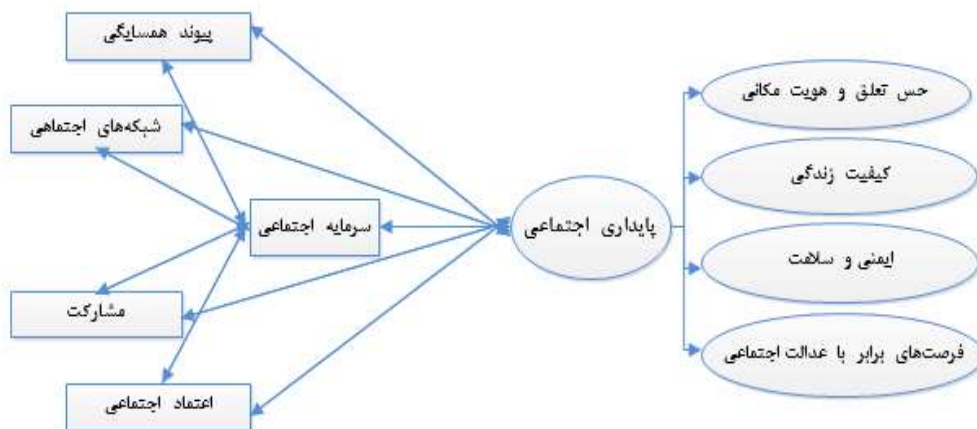 پیوند همسایگی
حس تعلق و هویت مکانی
شبکه‌های اجتماهی
کیفیت زندگی
سرمایه اجتماعی
پایداری اجتماعی
ایمنی و سلامت
مشارکت
فرصت‌های برابر با عدالت اجتماعی
اعتماد اجتماعی